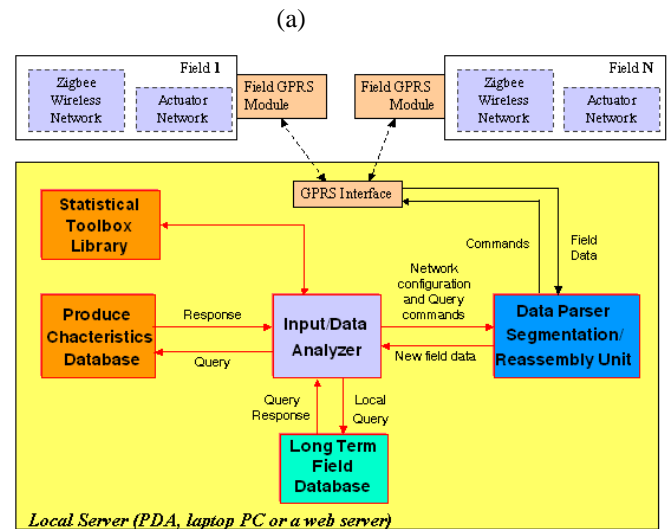 (a)
Field 1
Zigbee
Wireless
Network
Actuator
Network
Field GPRS
Module
Field GPRS
Module
Field N
Zigbee
Wireless
Network
Actuator
Network
GPRS Interface
Statistical
Toolbox
Library
Commands
Field
Data
Network
configuration
and Query
commands
Produce
Chacteristics
Database
Response
Query
Input/Data
Analyzer
New field data
Data Parser
Segmentation/
Reassembly Unit
Query
Response
Local
Query
Long Term
Field
Database
Local Server (PDA, laptop PC or a web server)